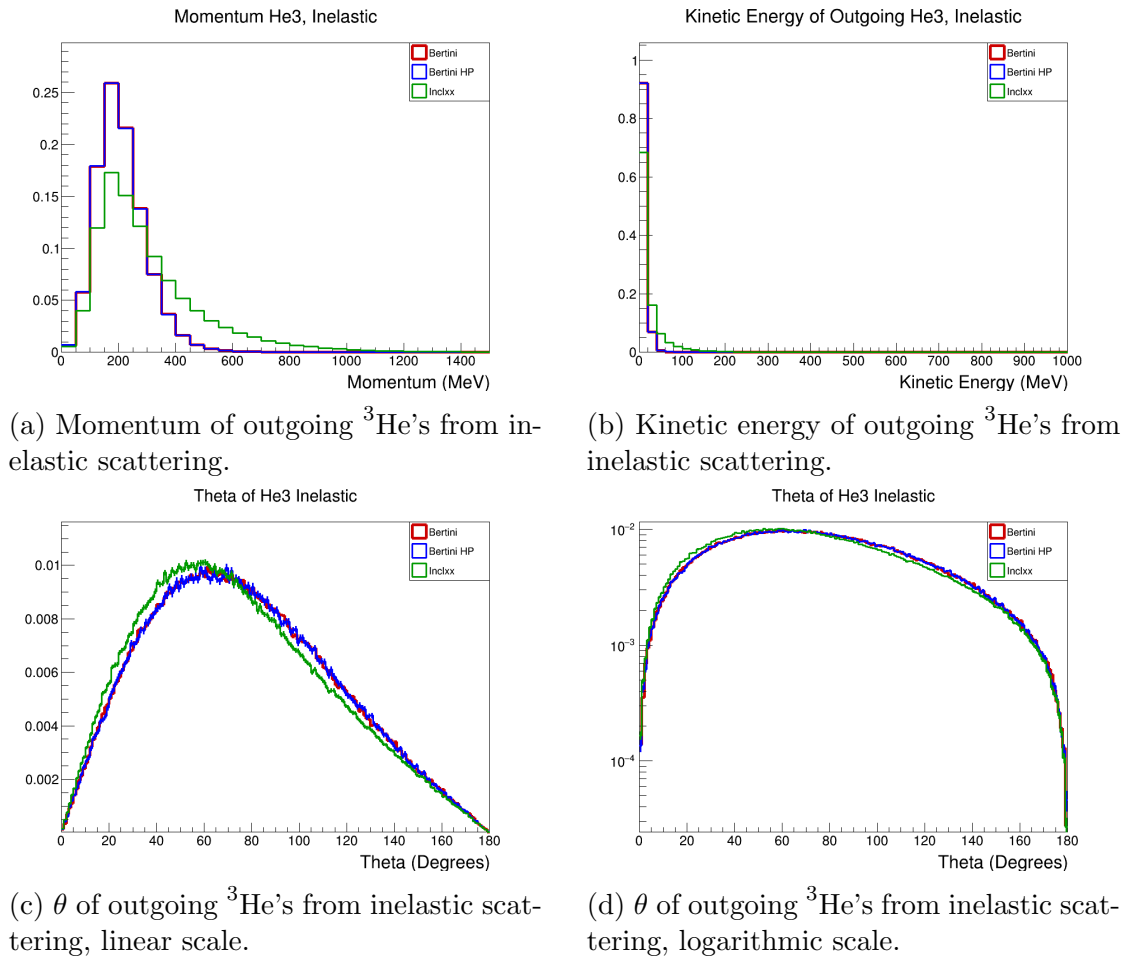 Momentum He3, Inelastic
Bertini
Bertini HP
Inclxx
0.25
0.2
0.15
0.1
0.05
0
0 200 400 600 800 1000 1200 1400
Momentum (MeV)
(a) Momentum of outgoing ³He's from in-
elastic scattering.
Kinetic Energy of Outgoing He3, Inelastic
Bertini
Bertini HP
Inclxx
1
0.8
0.6
0.4
0.2
0
0 100 200 300 400 500 600 700 800 900 1000
Kinetic Energy (MeV)
(b) Kinetic energy of outgoing ³He's from
inelastic scattering.
Theta of He3 Inelastic
Bertini
Bertini HP
Inclxx
0.01
0.008
0.006
0.004
0.002
0 20 40 60 80 100 120 140 160 180
Theta (Degrees)
(c) θ of outgoing ³He's from inelastic scat-
tering, linear scale.
Theta of He3 Inelastic
Bertini
Bertini HP
Inclxx
10⁻²
10⁻³
10⁻⁴
0 20 40 60 80 100 120 140 160 180
Theta (Degrees)
(d) θ of outgoing ³He's from inelastic scat-
tering, logarithmic scale.